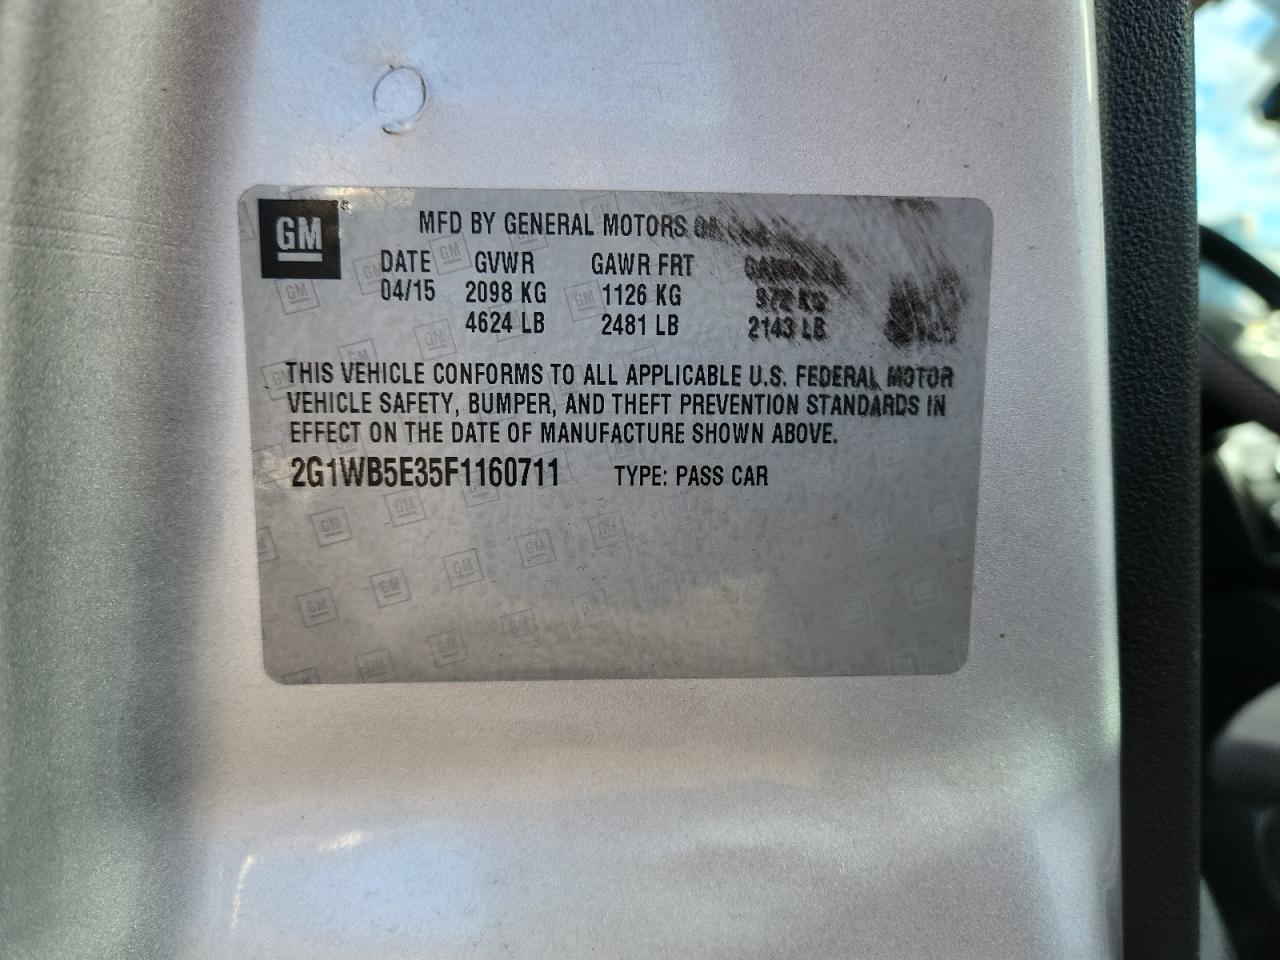 GM
MFD BY GENERAL MOTORS
DATE GVWR GAWR FRT
04/15 2098 KG 1126 KG 972 KG
4624 LB 2481 LB 2143 LB
THIS VEHICLE CONFORMS TO ALL APPLICABLE U.S. FEDERAL MOTOR
VEHICLE SAFETY, BUMPER, AND THEFT PREVENTION STANDARDS IN
EFFECT ON THE DATE OF MANUFACTURE SHOWN ABOVE.
2G1WB5E35F1160711 TYPE: PASS CAR